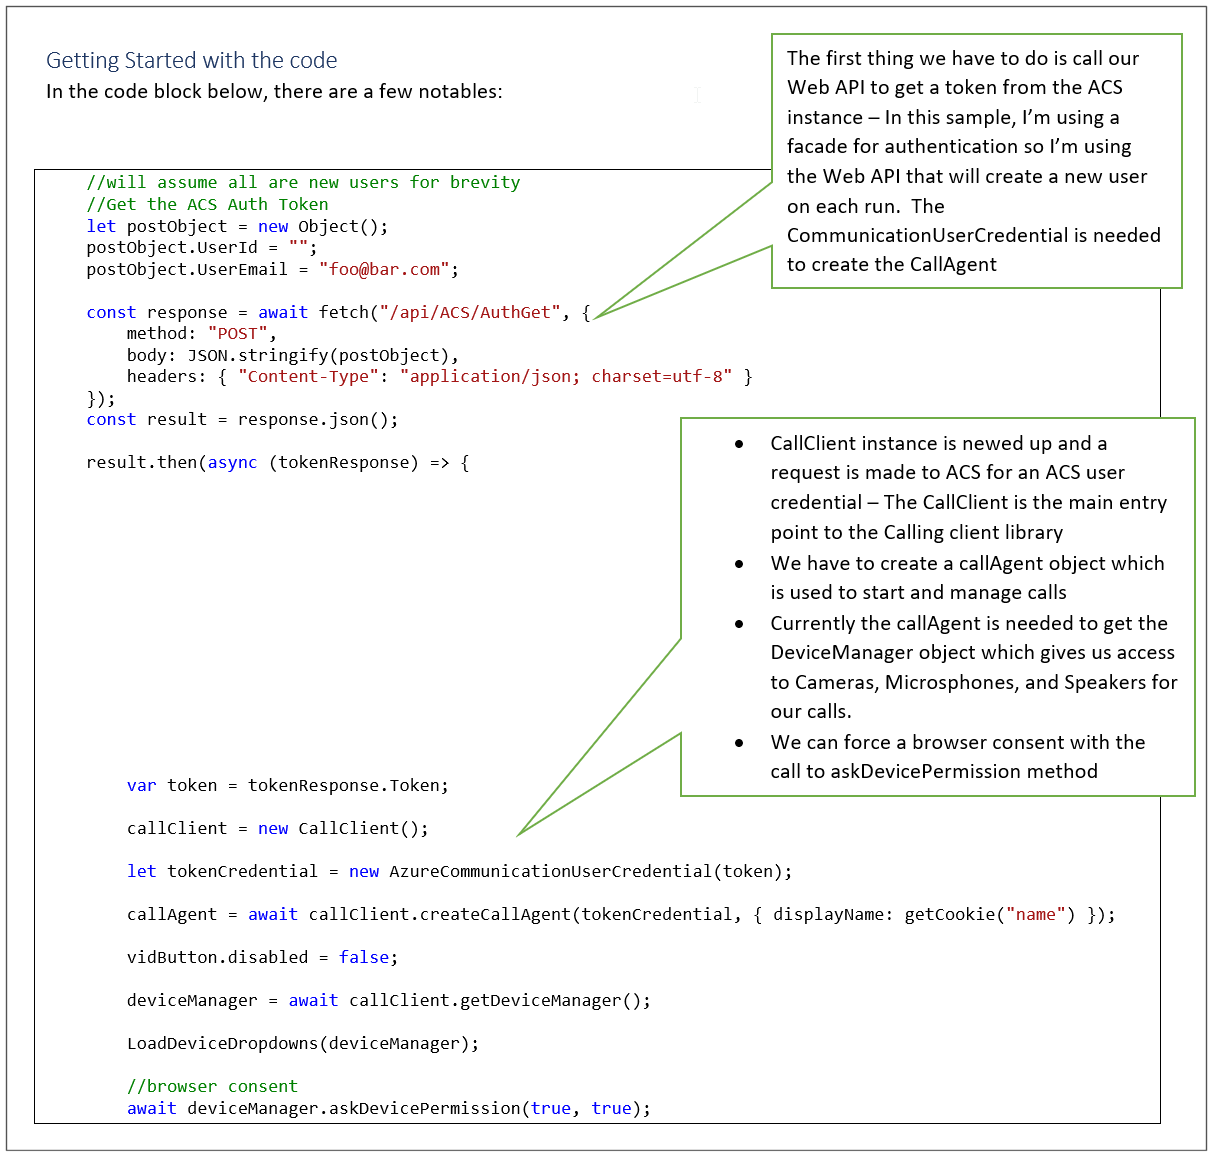 Getting Started with the code
In the code block below, there are a few notables:
The first thing we have to do is call our
Web API to get a token from the ACS
instance – In this sample, I’m using a
facade for authentication so I’m using
the Web API that will create a new user
on each run.  The
CommunicationUserCredential is needed
to create the CallAgent
//will assume all are new users for brevity
//Get the ACS Auth Token
let postObject = new Object();
postObject.UserId = "";
postObject.UserEmail = "foo@bar.com";
const response = await fetch("/api/ACS/AuthGet", {
    method: "POST",
    body: JSON.stringify(postObject),
    headers: { "Content-Type": "application/json; charset=utf-8" }
});
const result = response.json();
result.then(async (tokenResponse) => {
● CallClient instance is newed up and a
request is made to ACS for an ACS user
credential – The CallClient is the main entry
point to the Calling client library
● We have to create a callAgent object which
is used to start and manage calls
● Currently the callAgent is needed to get the
DeviceManager object which gives us access
to Cameras, Microsphones, and Speakers for
our calls.
● We can force a browser consent with the
call to askDevicePermission method
    var token = tokenResponse.Token;
    callClient = new CallClient();
    let tokenCredential = new AzureCommunicationUserCredential(token);
    callAgent = await callClient.createCallAgent(tokenCredential, { displayName: getCookie("name") });
    vidButton.disabled = false;
    deviceManager = await callClient.getDeviceManager();
    LoadDeviceDropdowns(deviceManager);
    //browser consent
    await deviceManager.askDevicePermission(true, true);